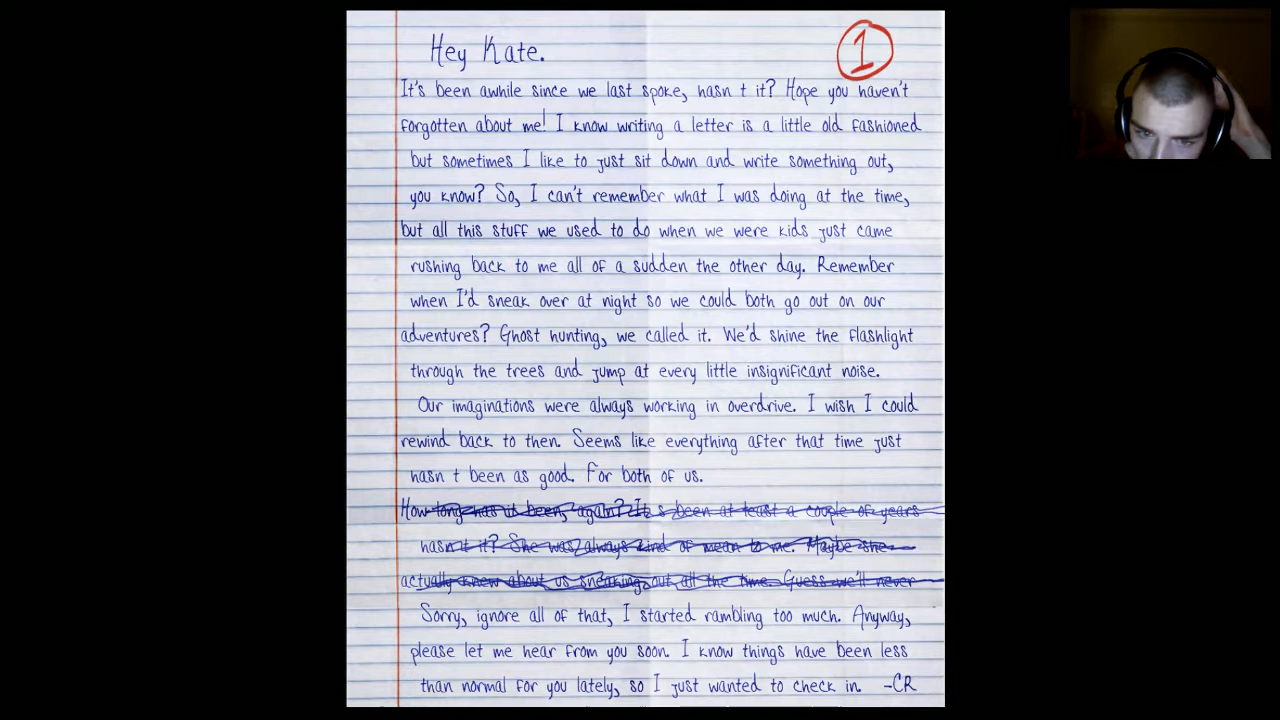 Hey Kate.
1
It's been awhile since we last spoke, hasn t it? Hope you haven't
forgotten about me! I know writing a letter is a little old fashioned
but sometimes I like to just sit down and write something out,
you know? So, I can't remember what I was doing at the time,
but all this stuff we used to do when we were kids just came
rushing back to me all of a sudden the other day. Remember
when I'd sneak over at night so we could both go out on our
adventures? Ghost hunting, we called it. We'd shine the flashlight
through the trees and jump at every little insignificant noise.
Our imaginations were always working in overdrive. I wish I could
rewind back to then. Seems like everything after that time just
hasn t been as good. For both of us.
How long has it been, again? It s been at least a couple of years
hasn t it? She was always kind of mean to me. Maybe she
actually knew about us sneaking out all the time. Guess we'll never
Sorry, ignore all of that, I started rambling too much. Anyway,
please let me hear from you soon. I know things have been less
than normal for you lately, so I just wanted to check in. -CR